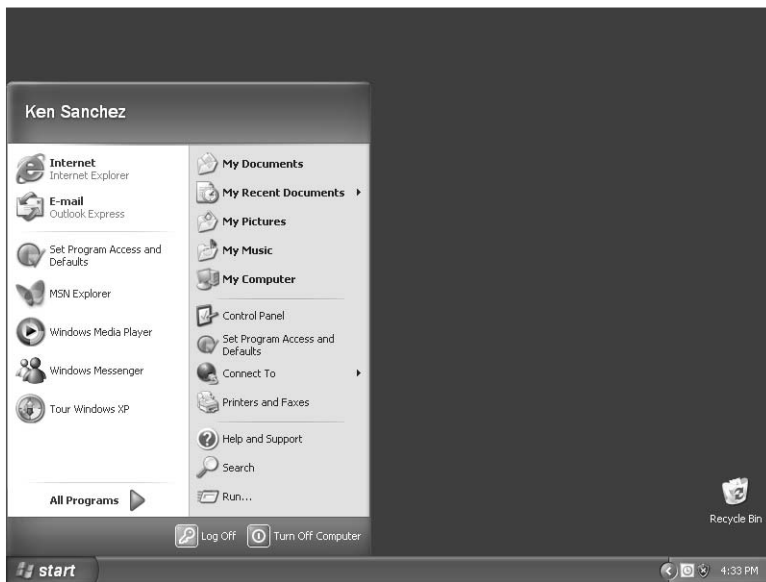 Ken Sanchez
Internet
Internet Explorer
E-mail
Outlook Express
Set Program Access and
Defaults
MSN Explorer
Windows Media Player
Windows Messenger
Tour Windows XP
All Programs
My Documents
My Recent Documents
My Pictures
My Music
My Computer
Control Panel
Set Program Access and
Defaults
Connect To
Printers and Faxes
Help and Support
Search
Run...
Log Off
Turn Off Computer
Recycle Bin
start
4:33 PM